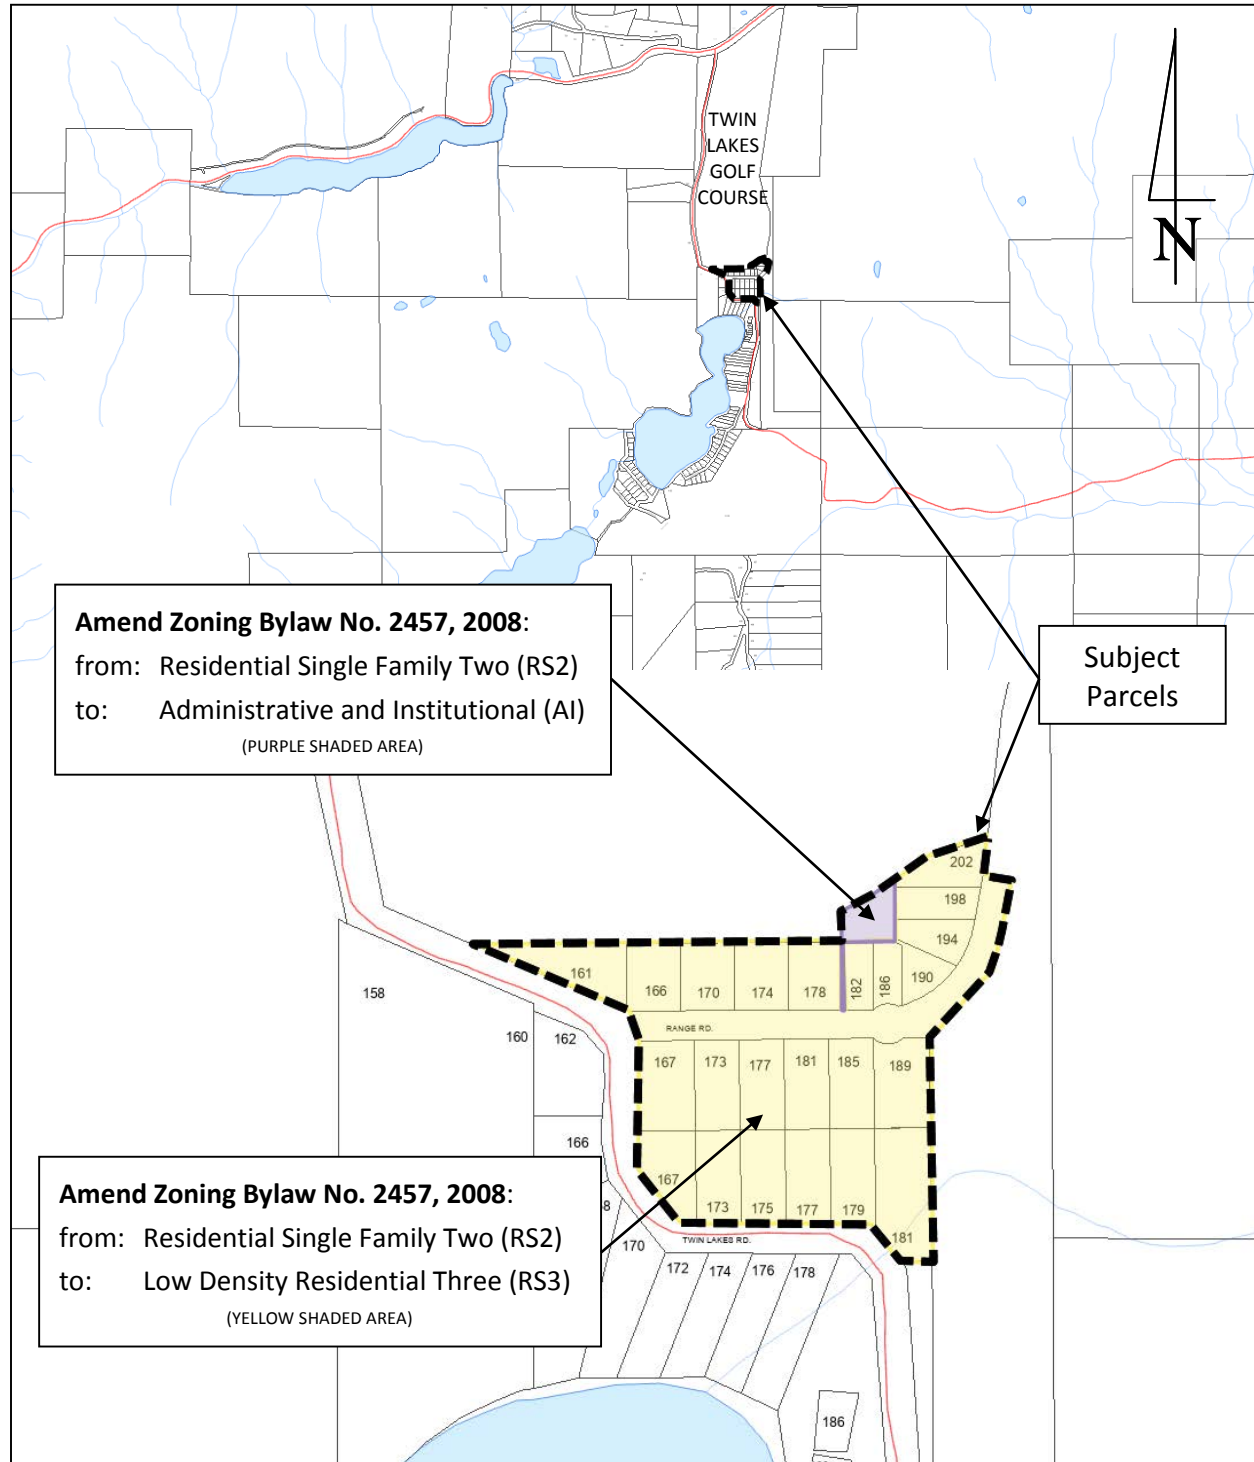 TWIN
LAKES
GOLF
COURSE
N
Amend Zoning Bylaw No. 2457, 2008:
from: Residential Single Family Two (RS2)
to: Administrative and Institutional (AI)
(PURPLE SHADED AREA)
Subject
Parcels
202
198
194
190
186
182
161
166
170
174
178
158
RANGE RD.
160
162
167
173
177
181
185
189
166
Amend Zoning Bylaw No. 2457, 2008:
from: Residential Single Family Two (RS2)
to: Low Density Residential Three (RS3)
(YELLOW SHADED AREA)
167
173
175
177
179
181
8
170
TWIN LAKES RD.
172
174
176
178
186